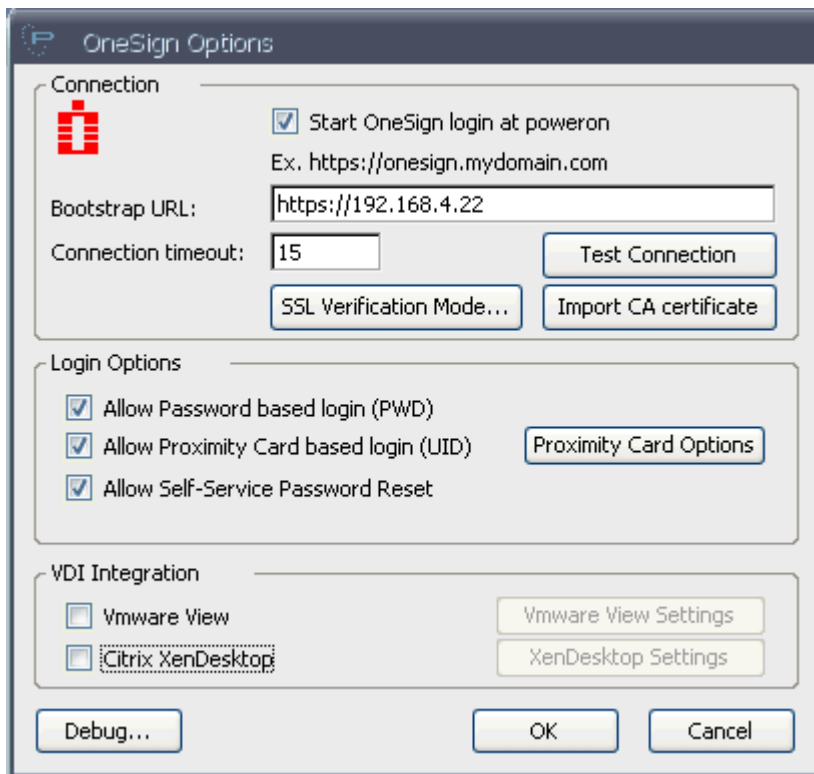 OneSign Options
Connection
Start OneSign login at poweron
Ex. https://onesign.mydomain.com
Bootstrap URL: https://192.168.4.22
Connection timeout: 15 Test Connection
SSL Verification Mode... Import CA certificate
Login Options
Allow Password based login (PWD)
Allow Proximity Card based login (UID) Proximity Card Options
Allow Self-Service Password Reset
VDI Integration
Vmware View Vmware View Settings
Citrix XenDesktop XenDesktop Settings
Debug... OK Cancel